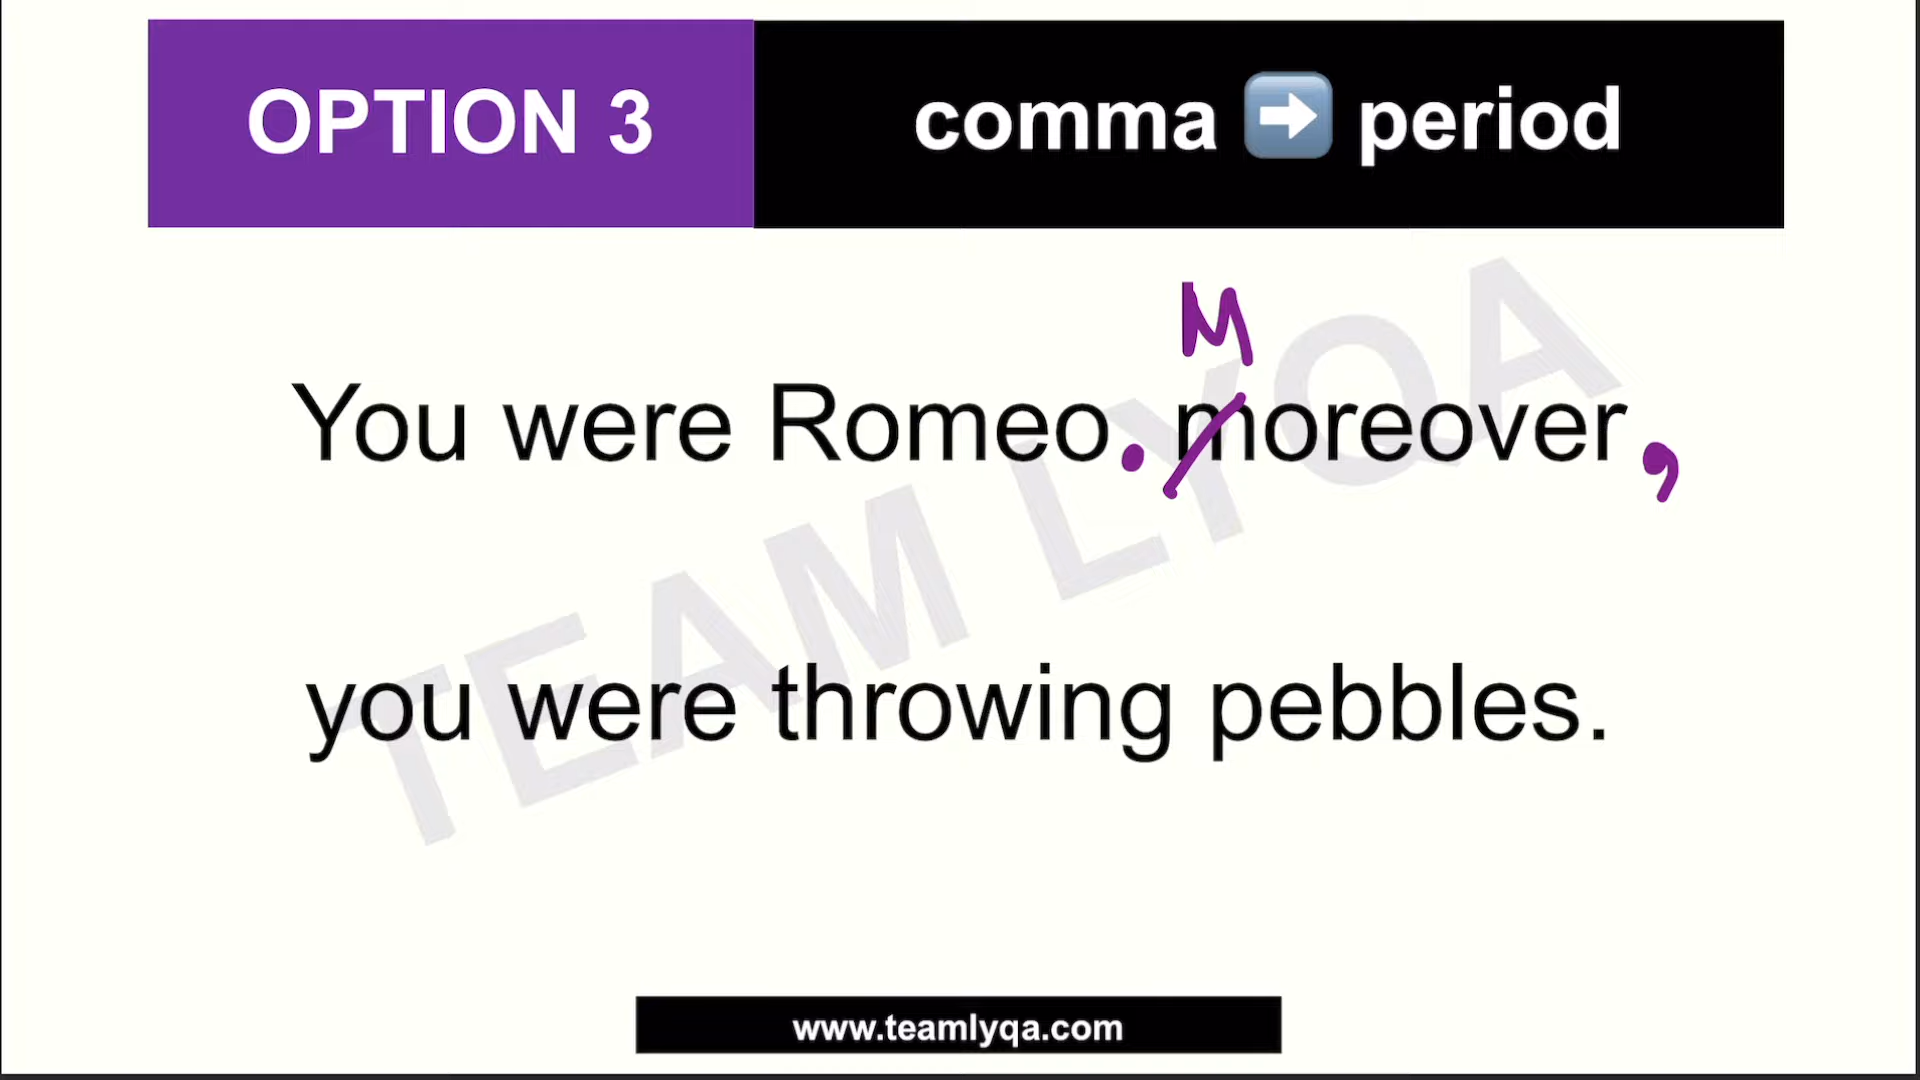 OPTION 3
comma ➡️ period
M
You were Romeo. moreover,
you were throwing pebbles.
TEAM LYQA
www.teamlyqa.com